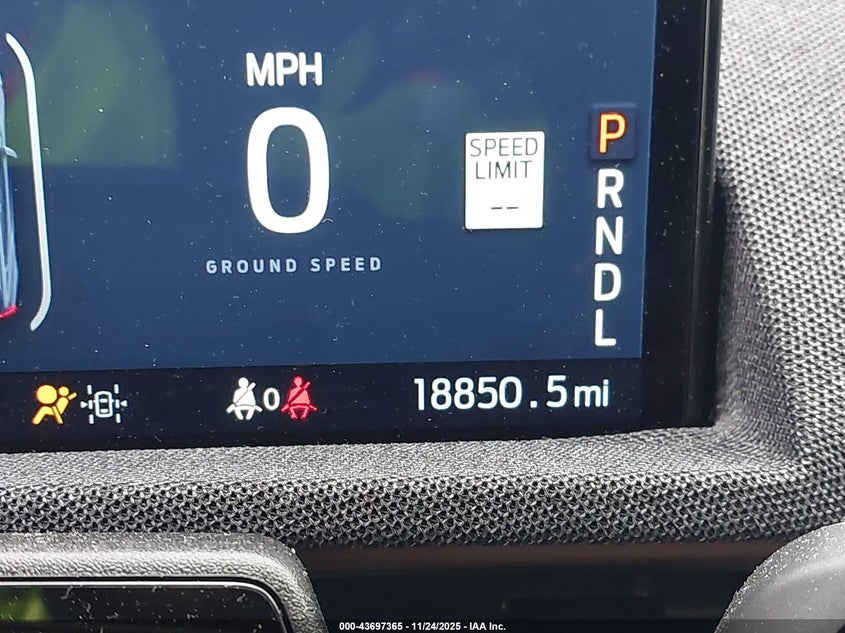 MPH
0
SPEED
LIMIT
--
GROUND SPEED
P
R
N
D
L
0
18850.5mi
000-43697365 - 11/24/2025 - IAA Inc.